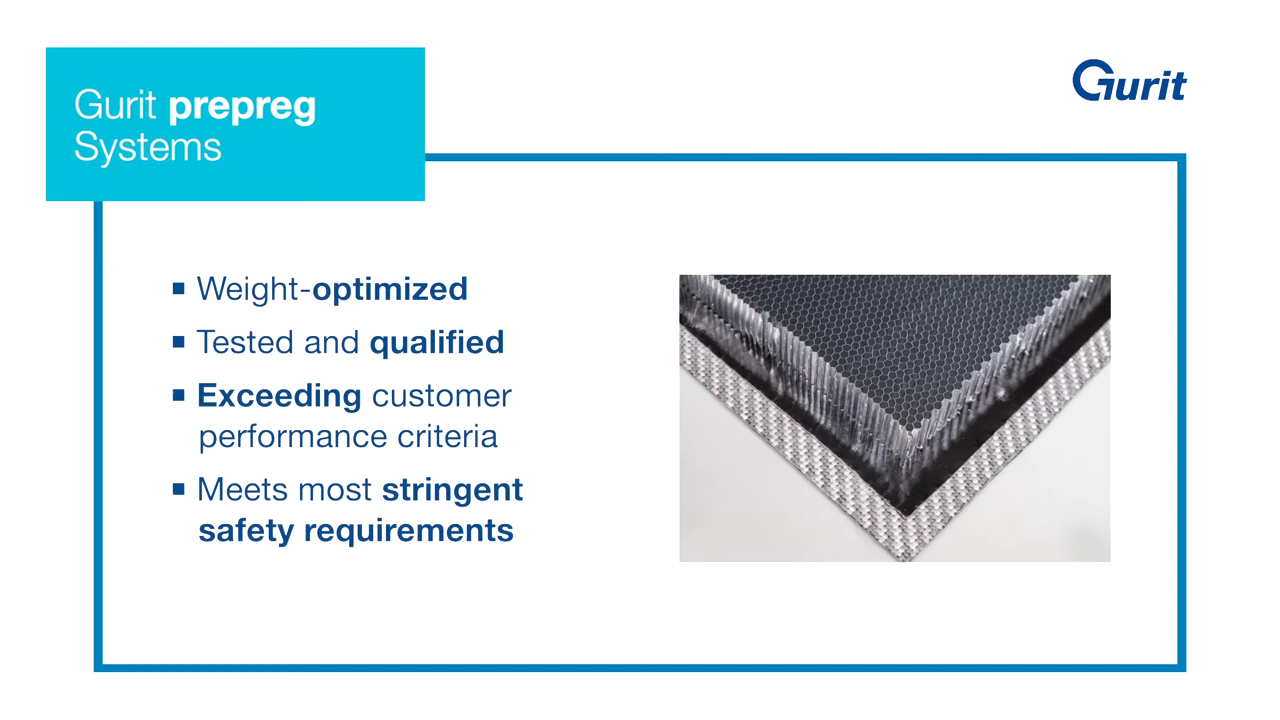 Gurit prepreg
Systems
Gurit
▪ Weight-optimized
▪ Tested and qualified
▪ Exceeding customer
performance criteria
▪ Meets most stringent
safety requirements